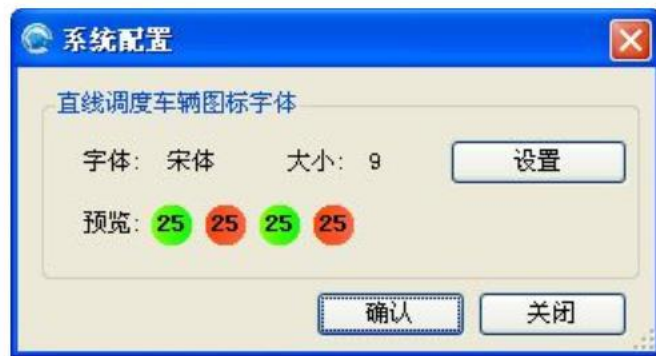 系统配置
直线调度车辆图标字体
字体: 宋体 大小: 9 设置
预览: 25 25 25 25
确认 关闭